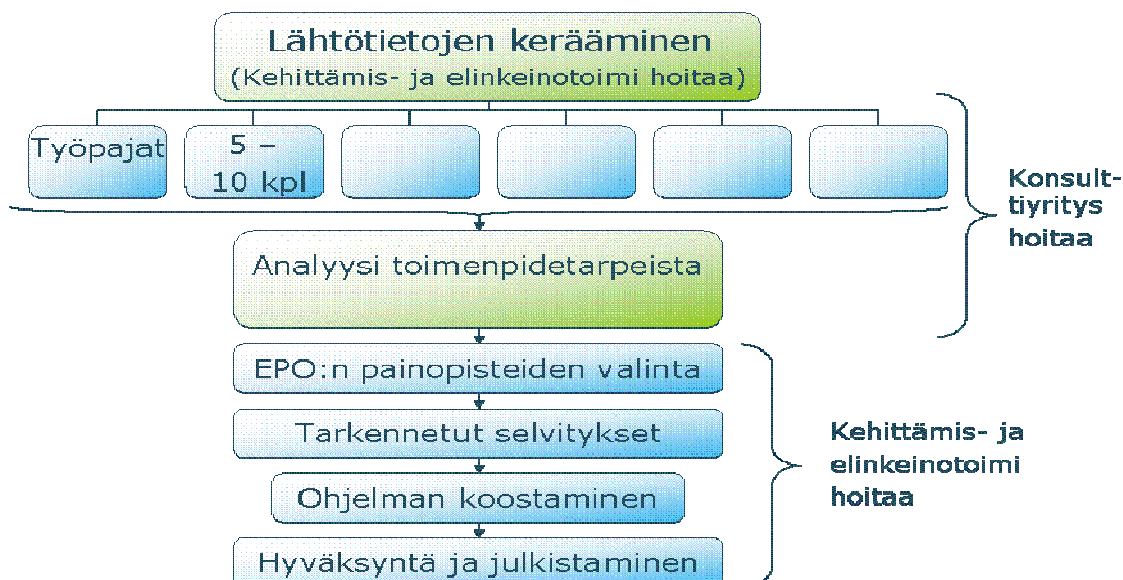 Lähtötietojen kerääminen
(Kehittämis- ja elinkeinotoimi hoitaa)
Työpajat
5 –
10 kpl
Konsult-
tiyritys
hoitaa
Analyysi toimenpidetarpeista
EPO:n painopisteiden valinta
Tarkennetut selvitykset
Ohjelman koostaminen
Hyväksyntä ja julkistaminen
Kehittämis- ja
elinkeinotoimi
hoitaa